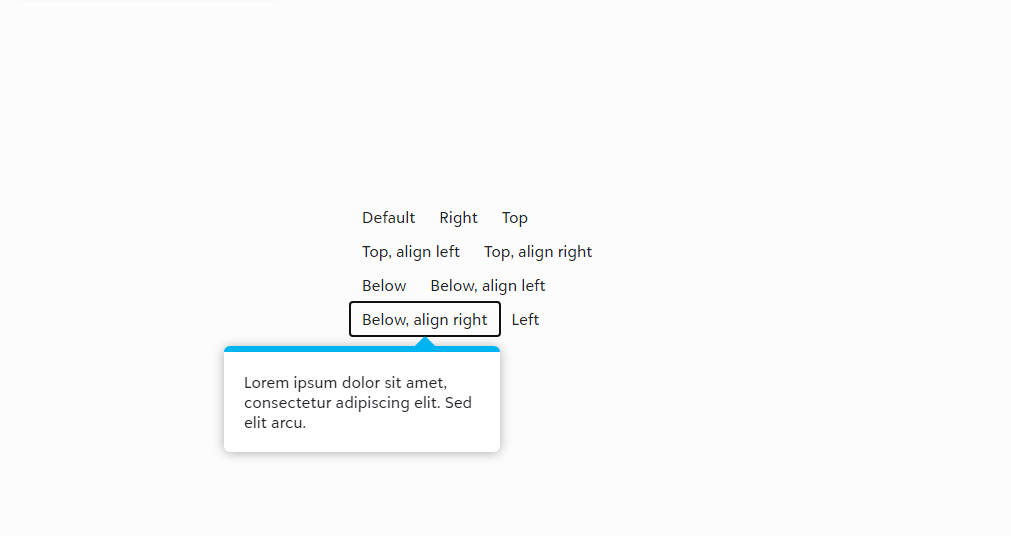 Default Right Top
Top, align left Top, align right
Below Below, align left
Below, align right Left
Lorem ipsum dolor sit amet,
consectetur adipiscing elit. Sed
elit arcu.